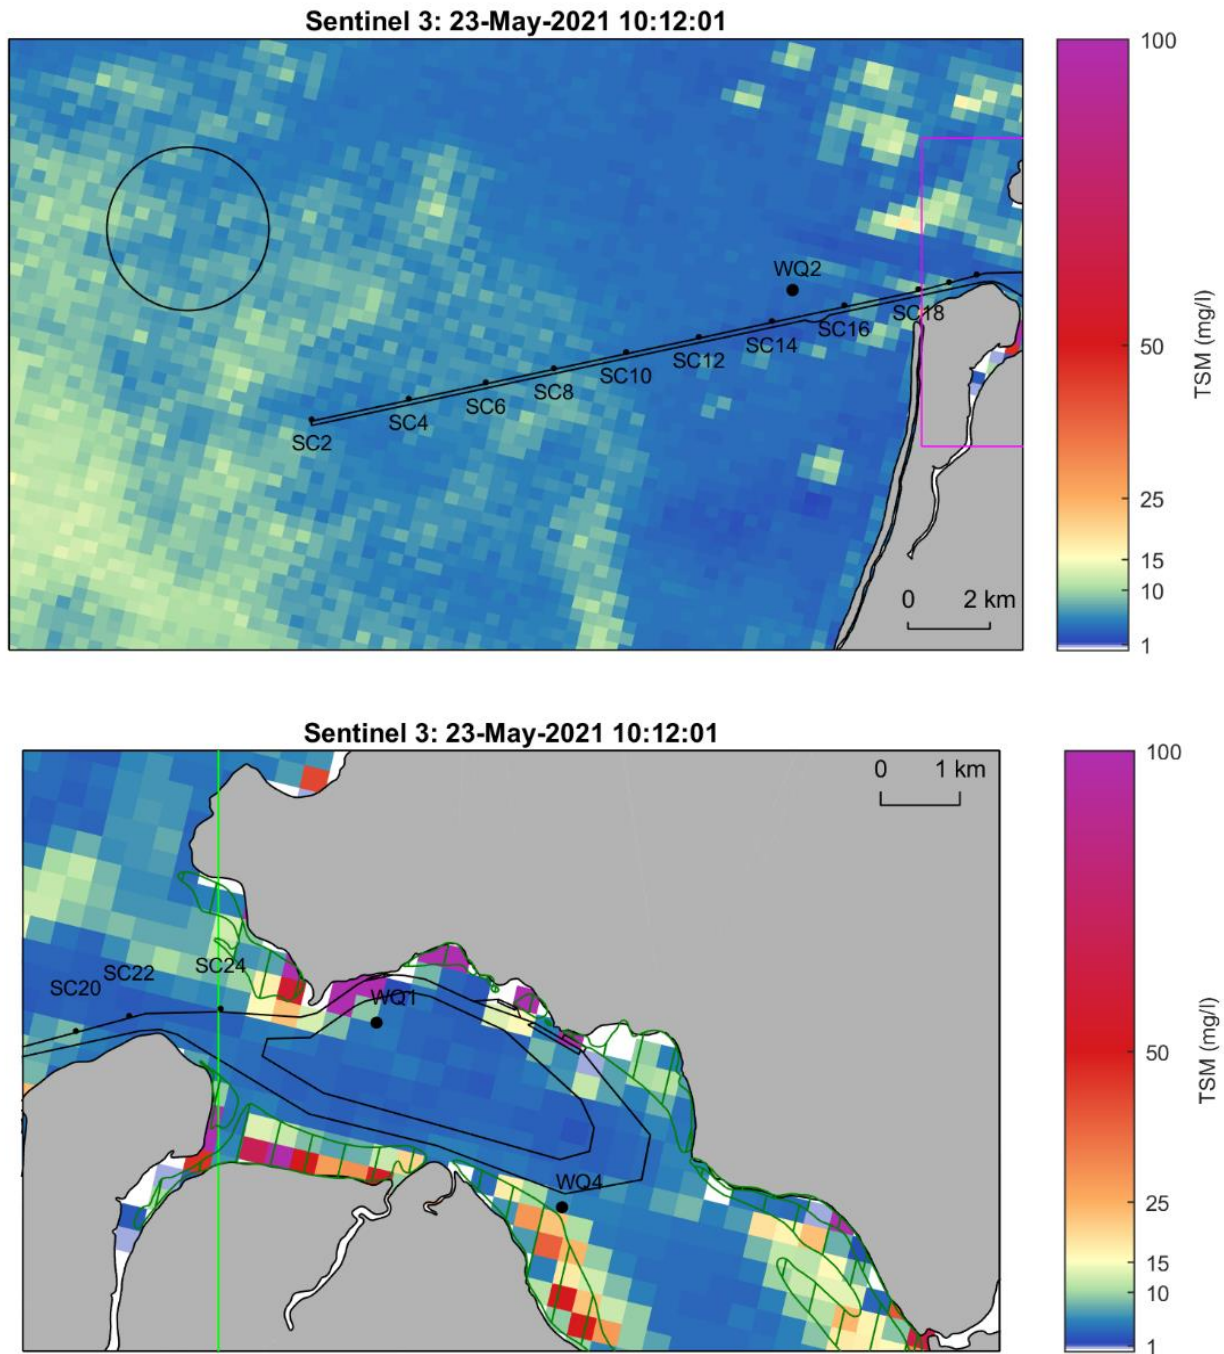 Sentinel 3: 23-May-2021 10:12:01
100
50
25
15
10
1
TSM (mg/l)
WQ2
SC18
SC16
SC14
SC12
SC10
SC8
SC6
SC4
SC2
0 2 km
Sentinel 3: 23-May-2021 10:12:01
0 1 km
100
50
25
15
10
1
TSM (mg/l)
SC24
SC22
SC20
WQ1
WQ4